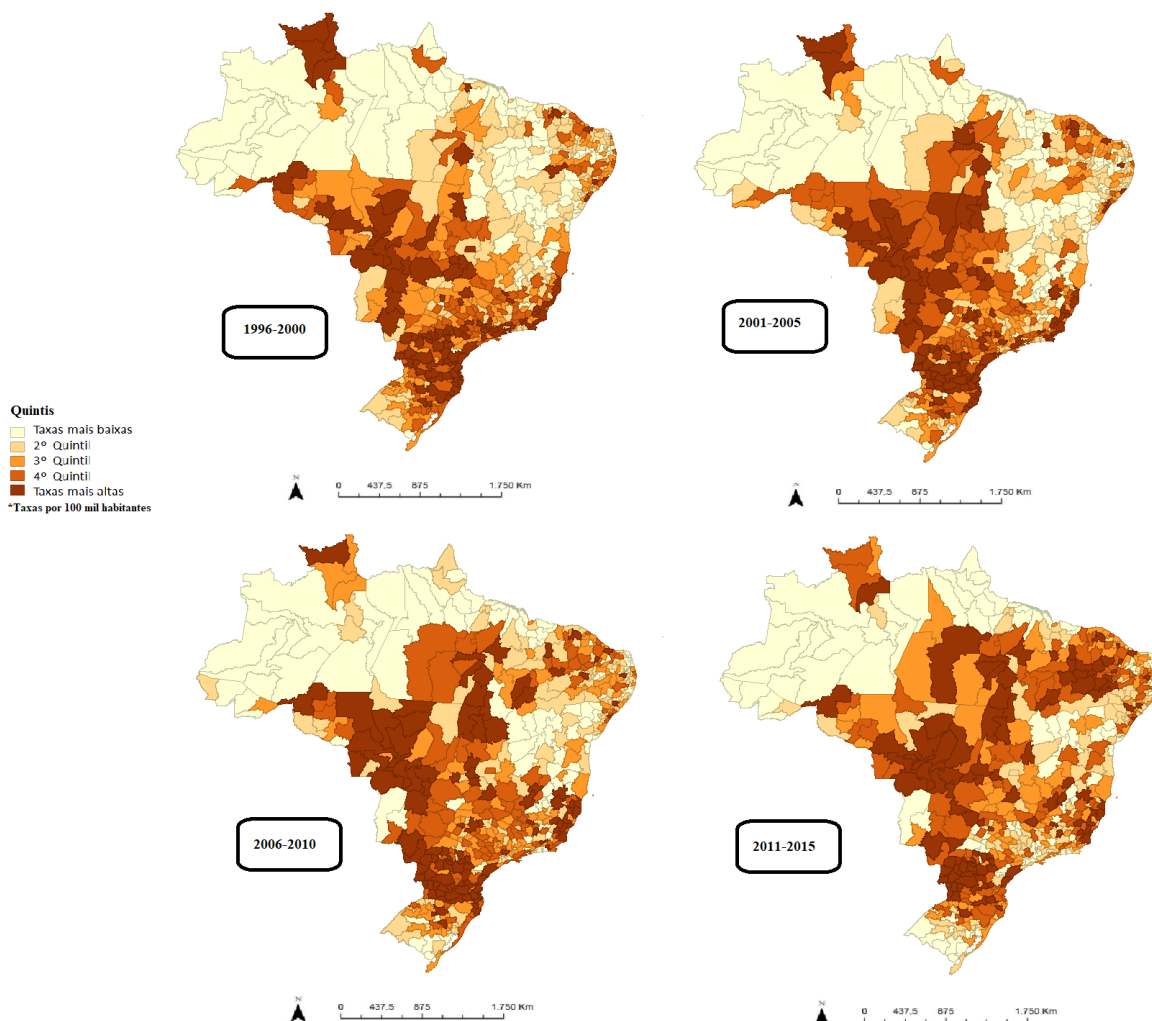 1996-2000
2001-2005
Quintis
Taxas mais baixas
2º Quintil
3º Quintil
4º Quintil
Taxas mais altas
*Taxas por 100 mil habitantes
N
0 437.5 875 1.750 Km
N
0 437.5 875 1.750 Km
2006-2010
2011-2015
N
0 437.5 875 1.750 Km
N
0 437.5 875 1.750 Km